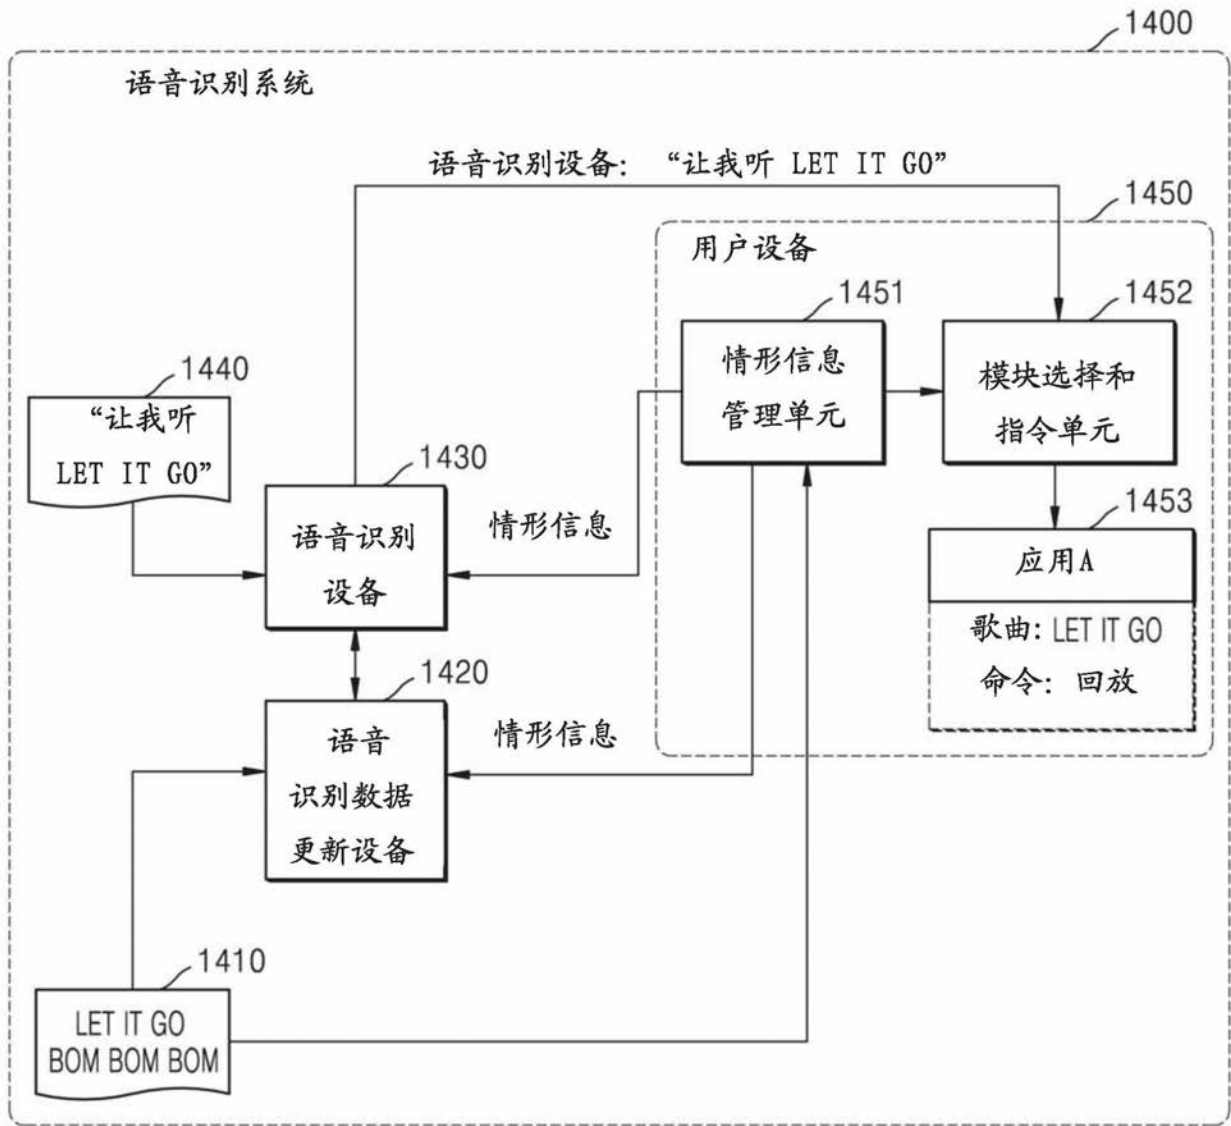 1400
语音识别系统
语音识别设备: “让我听 LET IT GO”
1450
用户设备
1451
情形信息
管理单元
1452
模块选择和
指令单元
1440
“让我听
LET IT GO”
1430
语音识别
设备
情形信息
1453
应用A
歌曲: LET IT GO
命令: 回放
1420
语音
识别数据
更新设备
情形信息
1410
LET IT GO
BOM BOM BOM